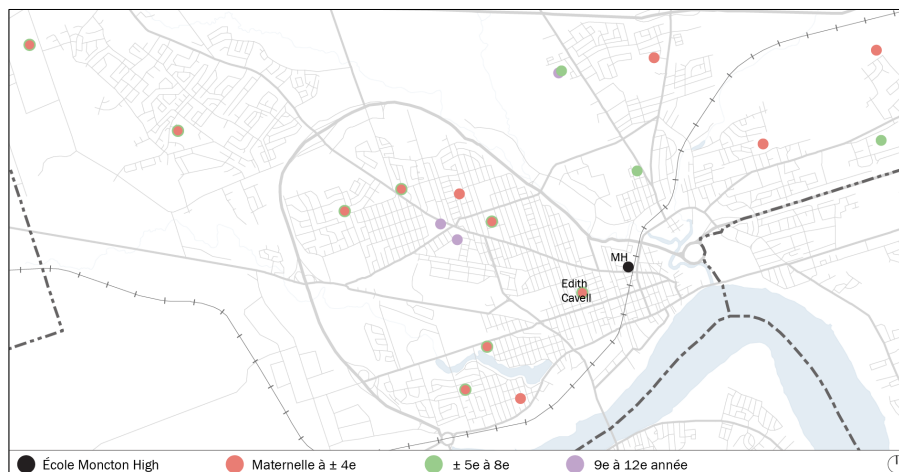 MH
Edith
Cavell
École Moncton High
Maternelle à ± 4e
± 5e à 8e
9e à 12e année